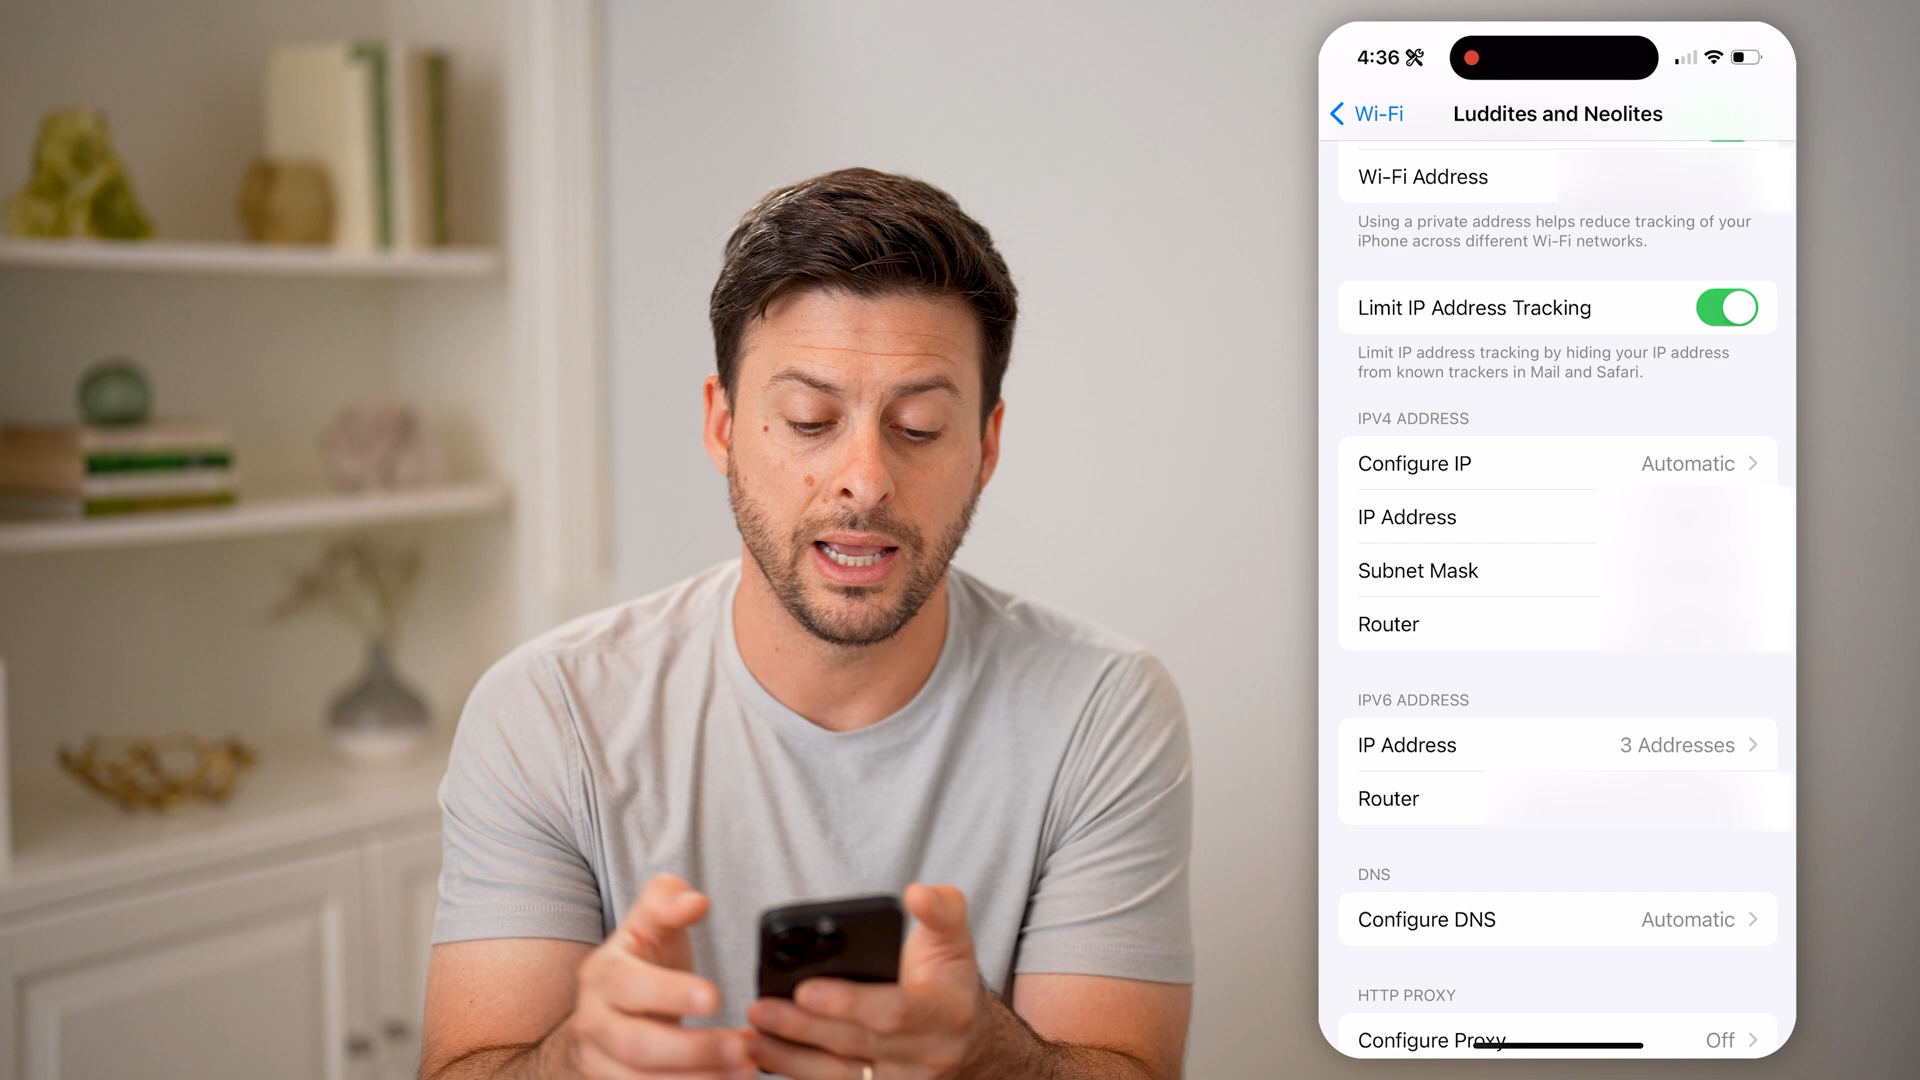 4:36
Wi-Fi
Luddites and Neolites
Wi-Fi Address
Using a private address helps reduce tracking of your
iPhone across different Wi-Fi networks.
Limit IP Address Tracking
Limit IP address tracking by hiding your IP address
from known trackers in Mail and Safari.
IPV4 ADDRESS
Configure IP Automatic
IP Address
Subnet Mask
Router
IPV6 ADDRESS
IP Address 3 Addresses
Router
DNS
Configure DNS Automatic
HTTP PROXY
Configure Proxy Off